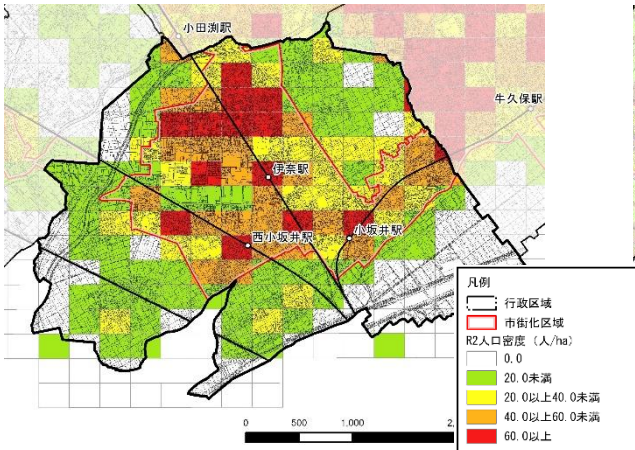 小田渕駅
牛久保駅
伊奈駅
西小坂井駅
小坂井駅
凡例
行政区域
市街化区域
R2人口密度 (人/ha)
0.0
20.0未満
20.0以上40.0未満
40.0以上60.0未満
60.0以上
0 500 1,000 2,